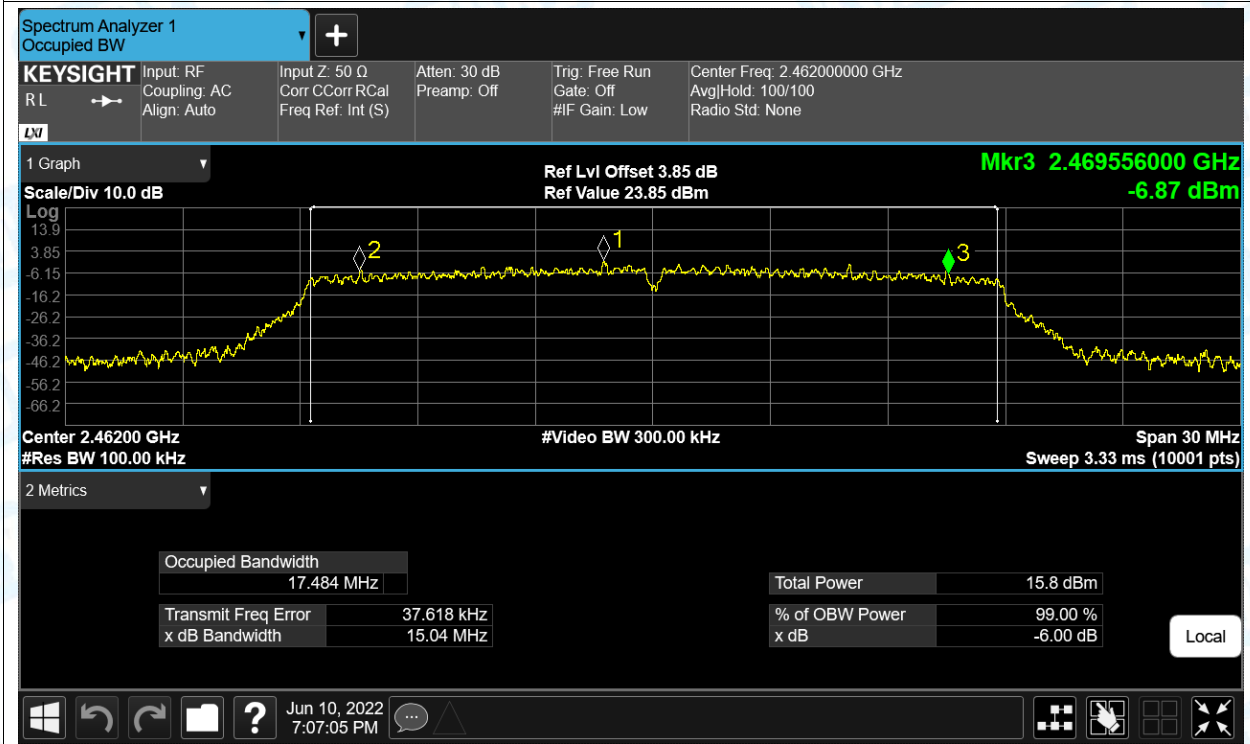 Spectrum Analyzer 1
Occupied BW
▼
+
KEYSIGHT
R L
LXI
Input: RF
Coupling: AC
Align: Auto
Input Z: 50 Ω
Corr CCorr RCal
Freq Ref: Int (S)
Atten: 30 dB
Preamp: Off
Trig: Free Run
Gate: Off
#IF Gain: Low
Center Freq: 2.462000000 GHz
Avg|Hold: 100/100
Radio Std: None
1 Graph ▼
Scale/Div 10.0 dB
Ref Lvl Offset 3.85 dB
Ref Value 23.85 dBm
Mkr3 2.469556000 GHz
-6.87 dBm
Log
13.9
3.85
-6.15
-16.2
-26.2
-36.2
-46.2
-56.2
-66.2
2
1
3
Center 2.46200 GHz
#Res BW 100.00 kHz
#Video BW 300.00 kHz
Span 30 MHz
Sweep 3.33 ms (10001 pts)
2 Metrics ▼
Occupied Bandwidth
17.484 MHz
Transmit Freq Error 37.618 kHz
x dB Bandwidth 15.04 MHz
Total Power 15.8 dBm
% of OBW Power 99.00 %
x dB -6.00 dB
Local
?
Jun 10, 2022
7:07:05 PM